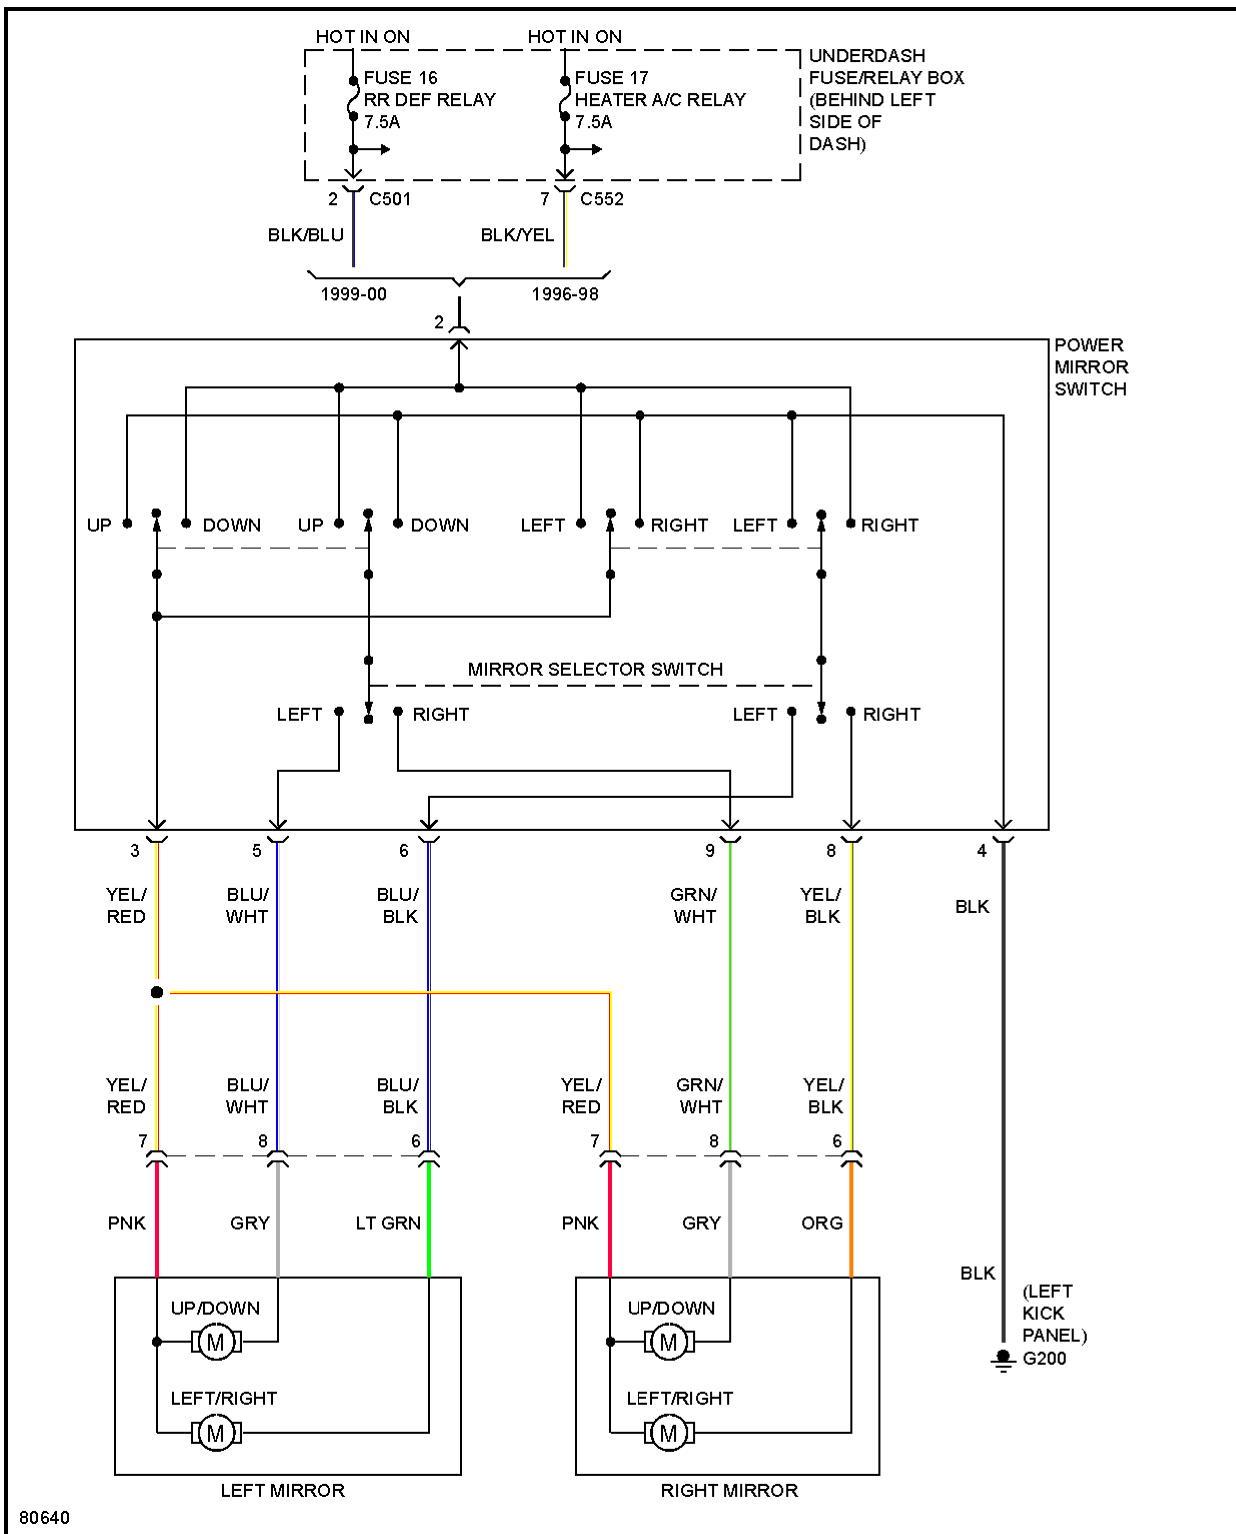 HOT IN ON
HOT IN ON
UNDERDASH
FUSE/RELAY BOX
(BEHIND LEFT
SIDE OF
DASH)
FUSE 16
RR DEF RELAY
7.5A
FUSE 17
HEATER A/C RELAY
7.5A
2 C501
7 C552
BLK/BLU
BLK/YEL
1999-00
1996-98
2
POWER
MIRROR
SWITCH
UP DOWN UP DOWN LEFT RIGHT LEFT RIGHT
MIRROR SELECTOR SWITCH
LEFT RIGHT LEFT RIGHT
3 5 6 9 8 4
YEL/
RED
BLU/
WHT
BLU/
BLK
GRN/
WHT
YEL/
BLK
BLK
YEL/
RED
BLU/
WHT
BLU/
BLK
YEL/
RED
GRN/
WHT
YEL/
BLK
7 8 6 7 8 6
PNK GRY LT GRN PNK GRY ORG
BLK
(LEFT
KICK
PANEL)
G200
UP/DOWN
M
LEFT/RIGHT
M
UP/DOWN
M
LEFT/RIGHT
M
LEFT MIRROR
RIGHT MIRROR
80640